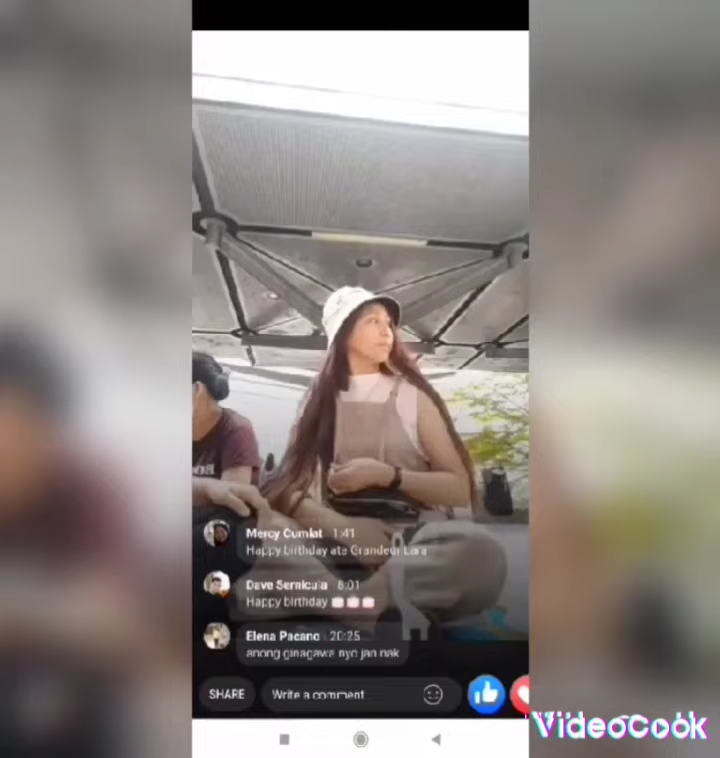 Mercy Cumlat 1:41
Happy birthday ate Grandeur Lara
Dave Sernicula 8:01
Happy birthday
Elena Pacano 20:25
anong ginagawa nyo jan nak
SHARE
Write a comment
VideoCook